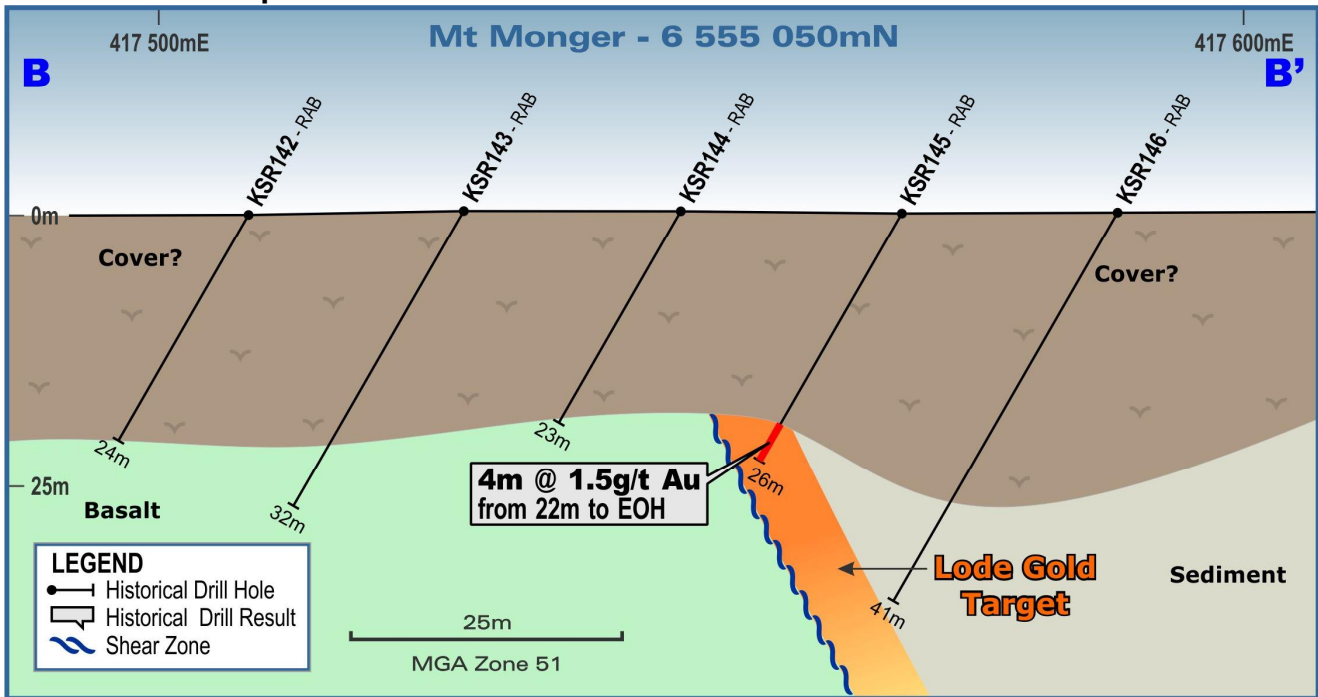 417 500mE
Mt Monger - 6 555 050mN
417 600mE
B
B'
KSR142 - RAB
KSR143 - RAB
KSR144 - RAB
KSR145 - RAB
KSR146 - RAB
0m
Cover?
Cover?
24m
32m
23m
26m
41m
4m @ 1.5g/t Au
from 22m to EOH
25m
Basalt
Lode Gold
Target
Sediment
LEGEND
Historical Drill Hole
Historical Drill Result
Shear Zone
25m
MGA Zone 51